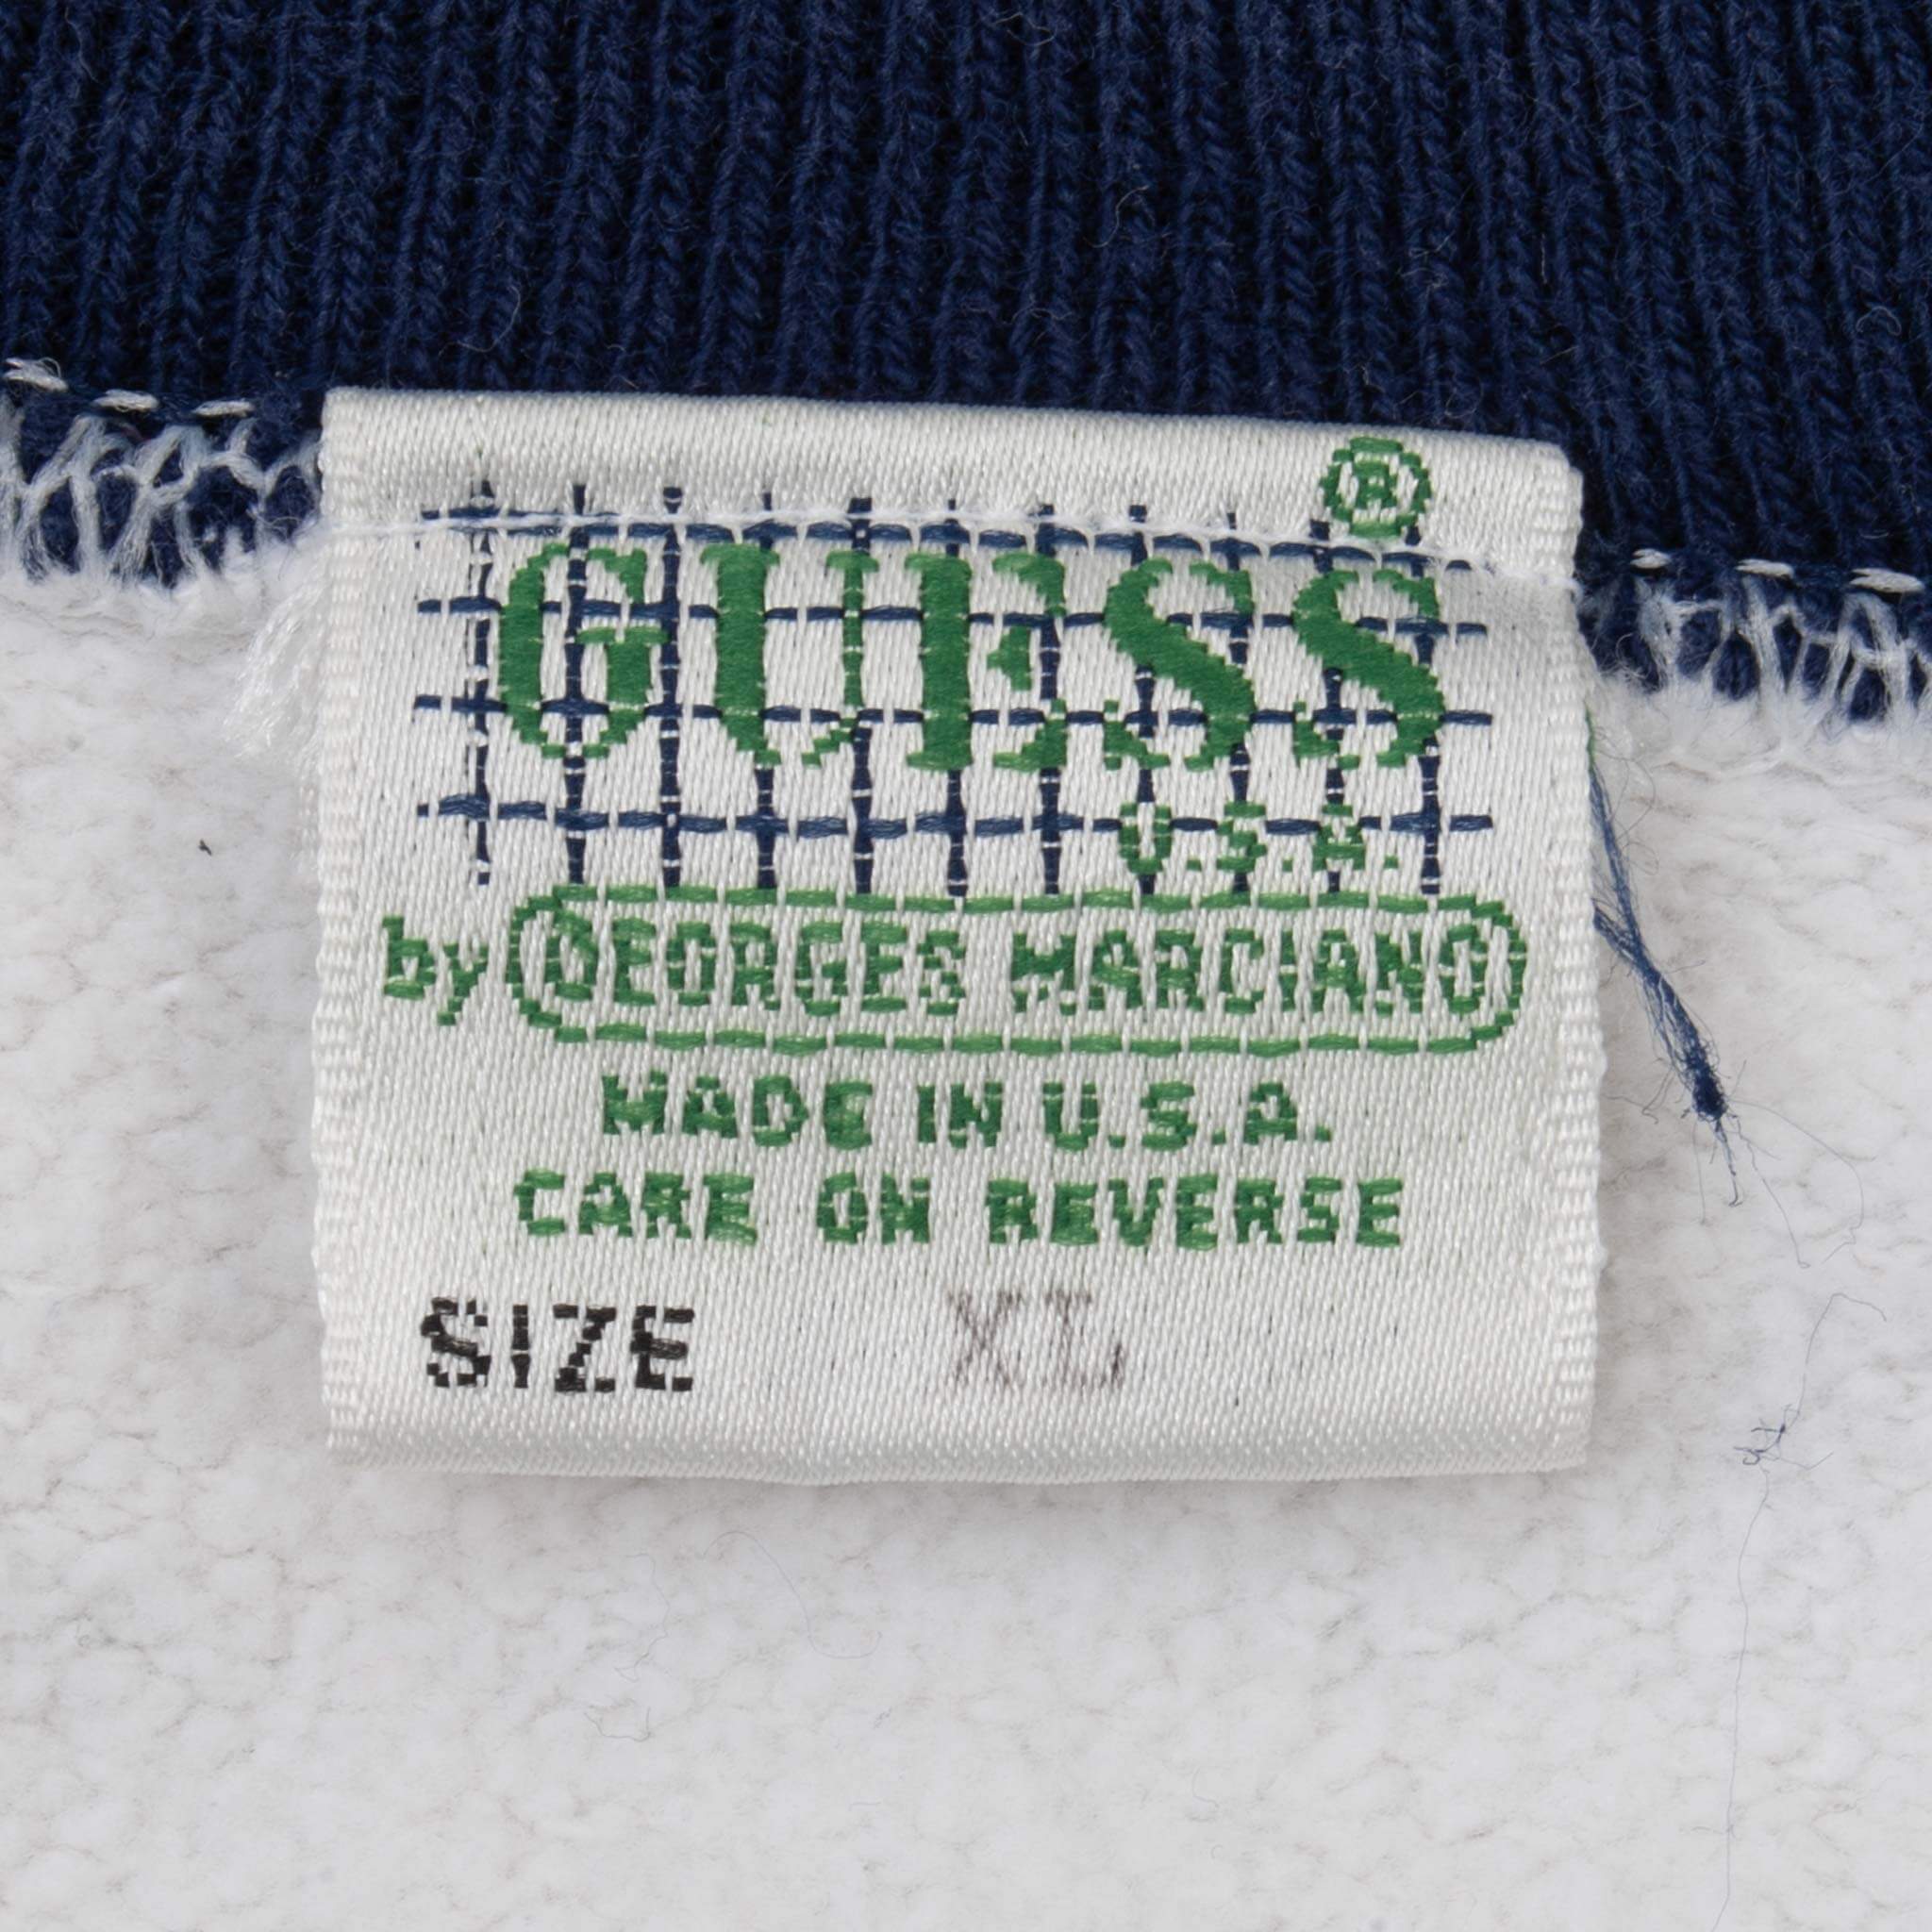 GUESS®
U.S.A.
by GEORGES MARCIANO
MADE IN U.S.A.
CARE ON REVERSE
SIZE XL